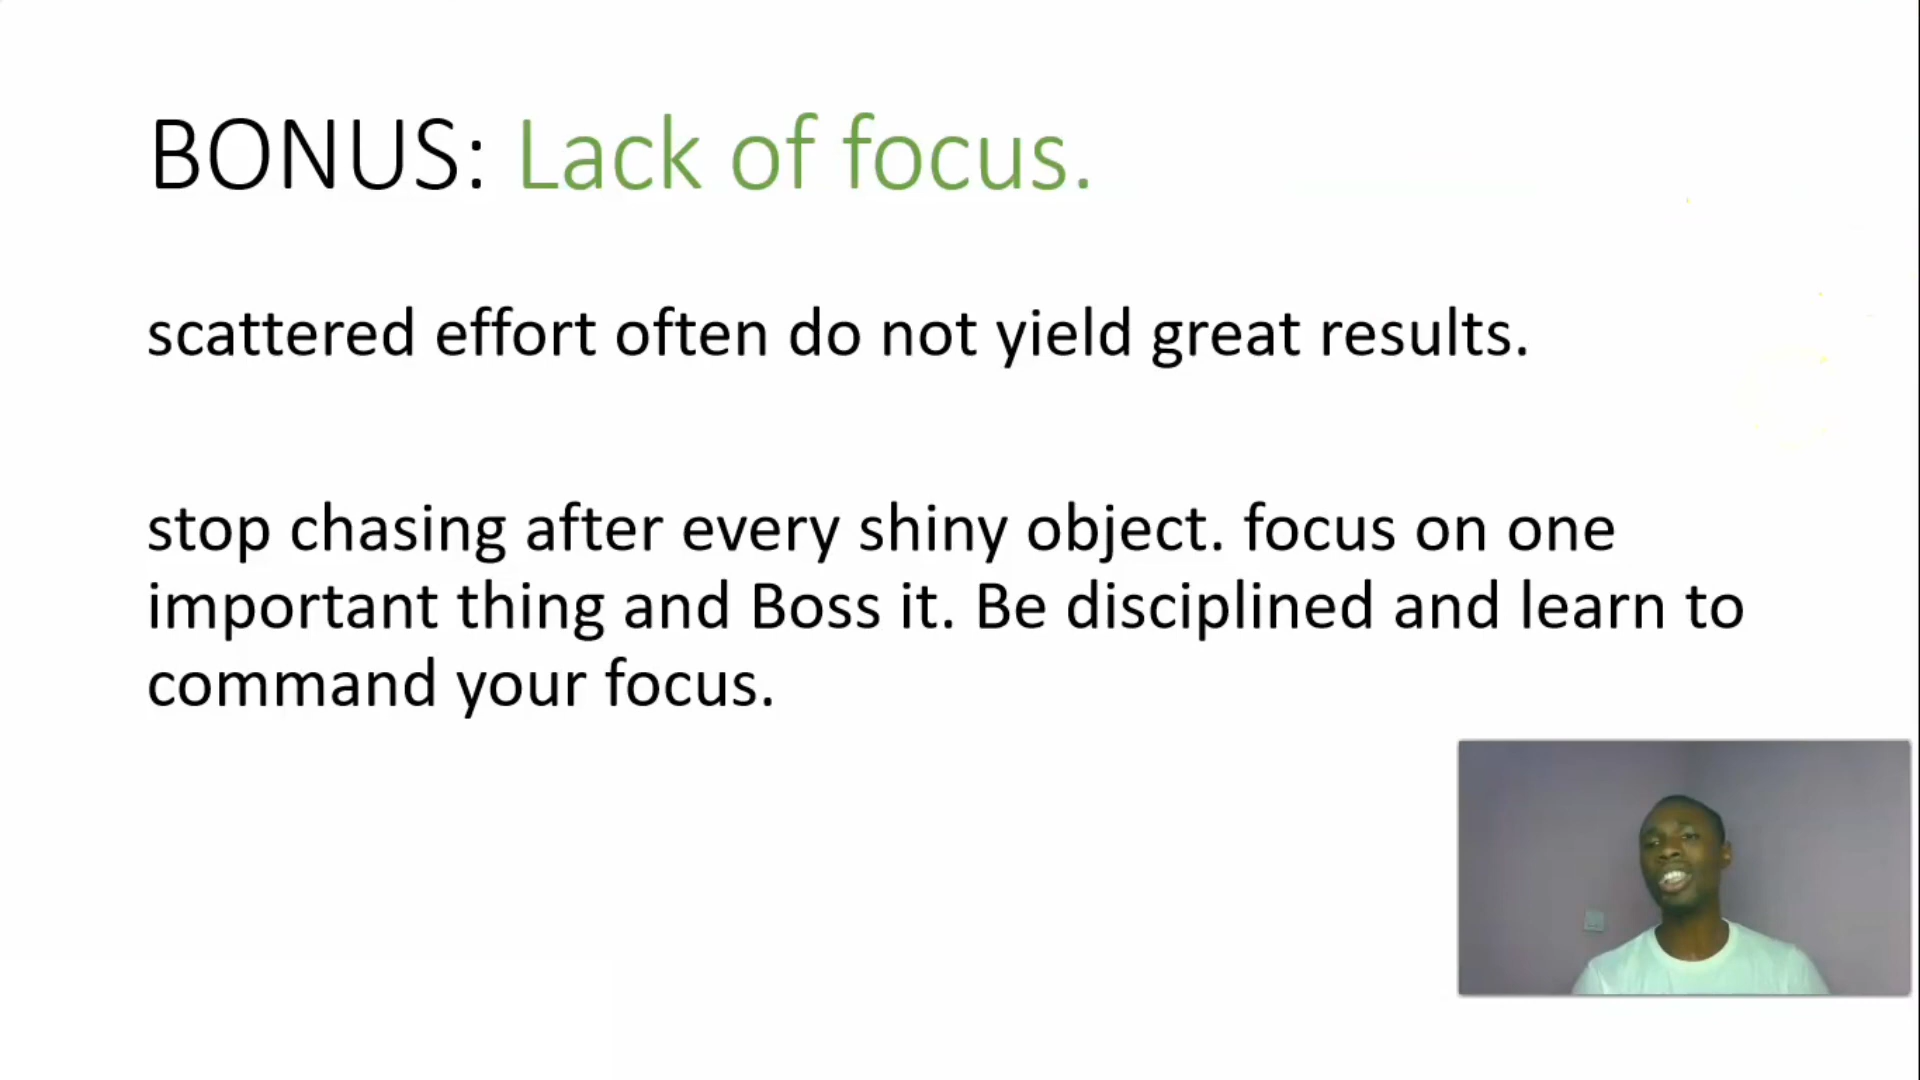 BONUS: Lack of focus.
scattered effort often do not yield great results.
stop chasing after every shiny object. focus on one
important thing and Boss it. Be disciplined and learn to
command your focus.